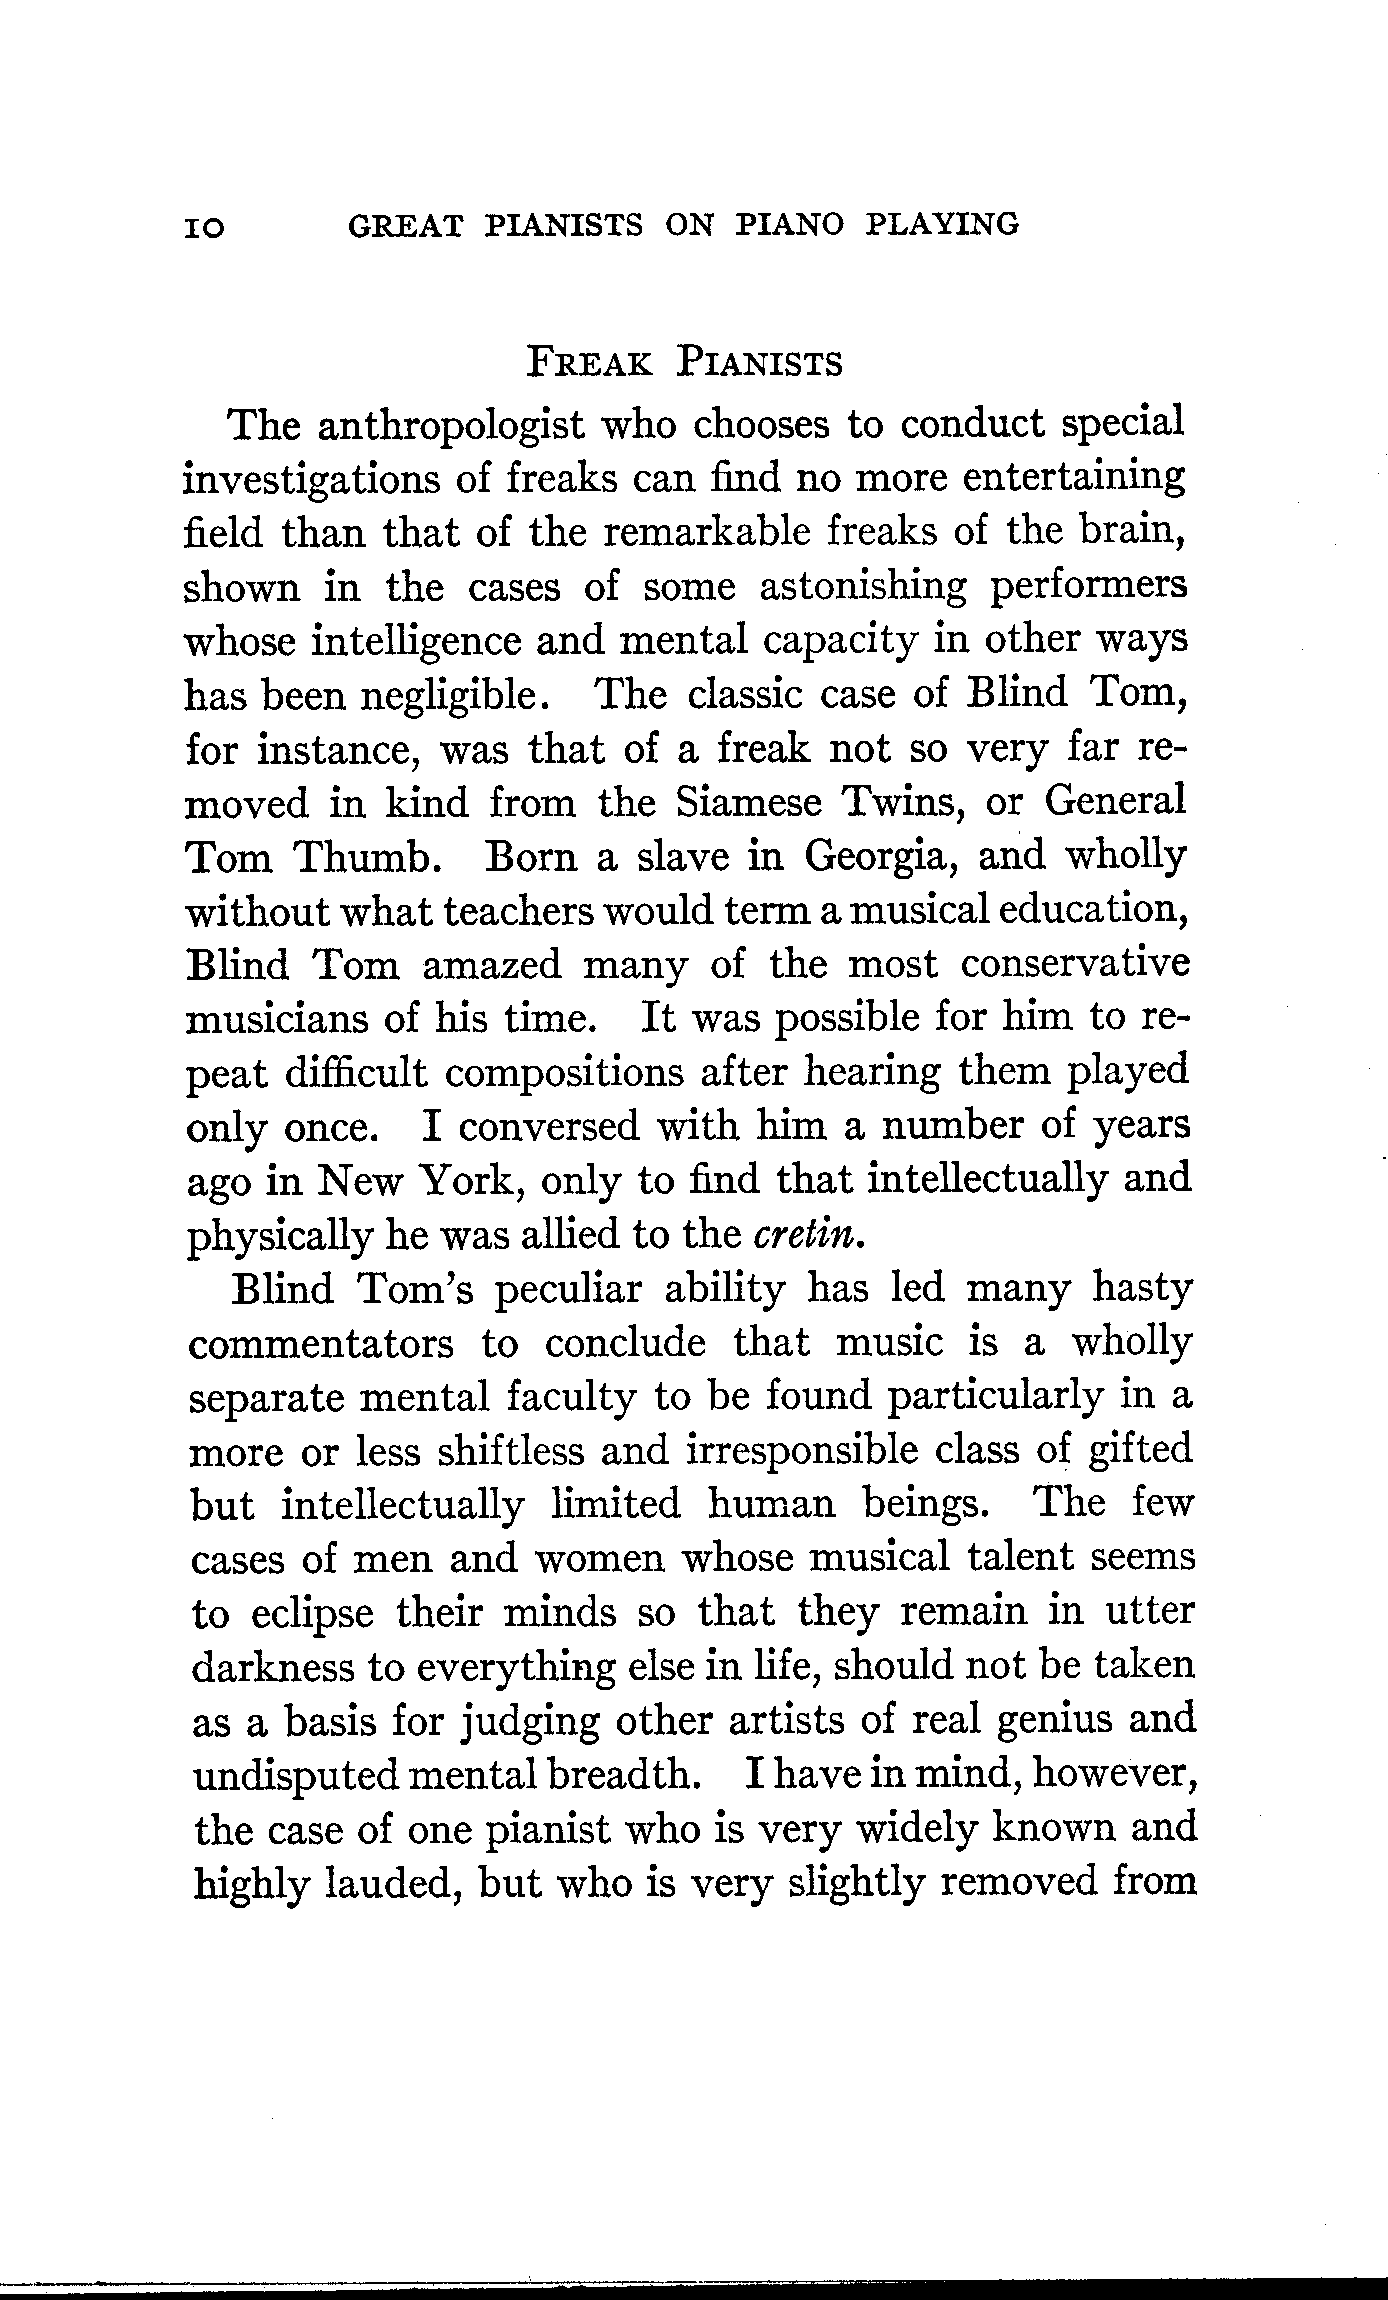 10 GREAT PIANISTS ON PIANO PLAYING
FREAK PIANISTS
The anthropologist who chooses to conduct special
investigations of freaks can find no more entertaining
field than that of the remarkable freaks of the brain,
shown in the cases of some astonishing performers
whose intelligence and mental capacity in other ways
has been negligible. The classic case of Blind Tom,
for instance, was that of a freak not so very far re-
moved in kind from the Siamese Twins, or General
Tom Thumb. Born a slave in Georgia, and wholly
without what teachers would term a musical education,
Blind Tom amazed many of the most conservative
musicians of his time. It was possible for him to re-
peat difficult compositions after hearing them played
only once. I conversed with him a number of years
ago in New York, only to find that intellectually and
physically he was allied to the cretin.
Blind Tom's peculiar ability has led many hasty
commentators to conclude that music is a wholly
separate mental faculty to be found particularly in a
more or less shiftless and irresponsible class of gifted
but intellectually limited human beings. The few
cases of men and women whose musical talent seems
to eclipse their minds so that they remain in utter
darkness to everything else in life, should not be taken
as a basis for judging other artists of real genius and
undisputed mental breadth. I have in mind, however,
the case of one pianist who is very widely known and
highly lauded, but who is very slightly removed from